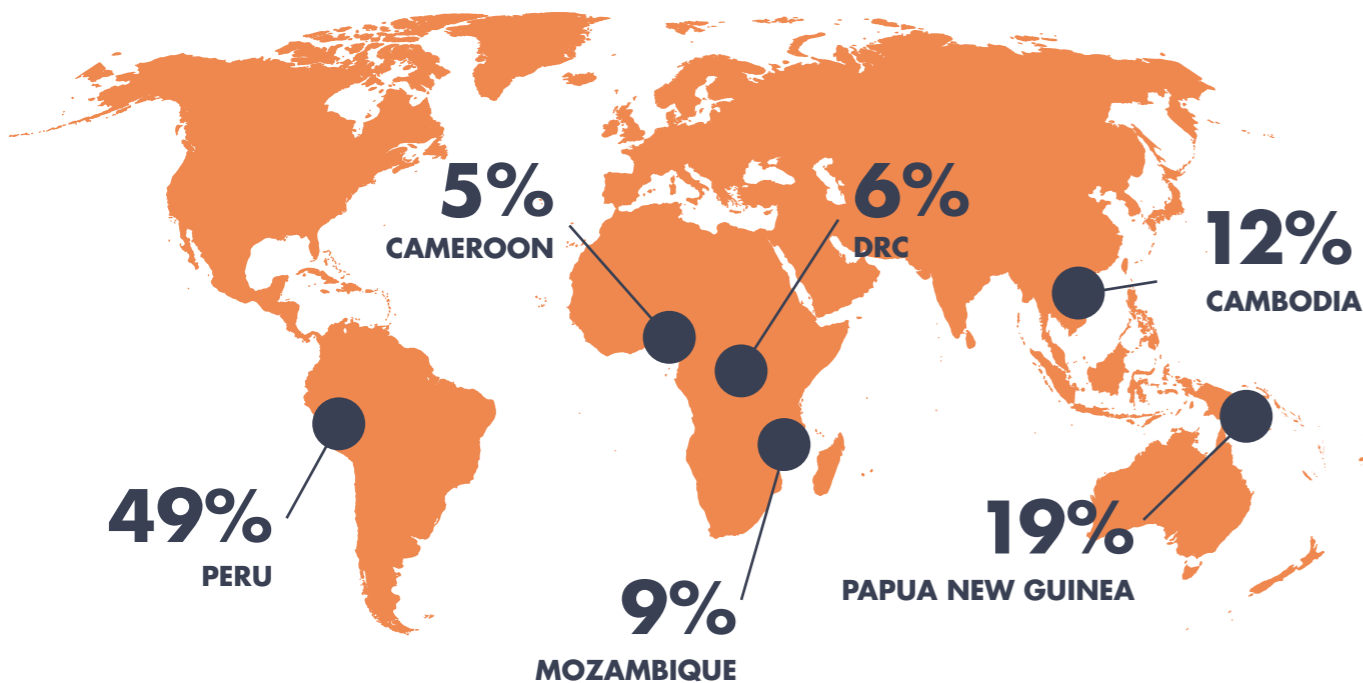 5%
CAMEROON
6%
DRC
12%
CAMBODIA
49%
PERU
19%
PAPUA NEW GUINEA
9%
MOZAMBIQUE